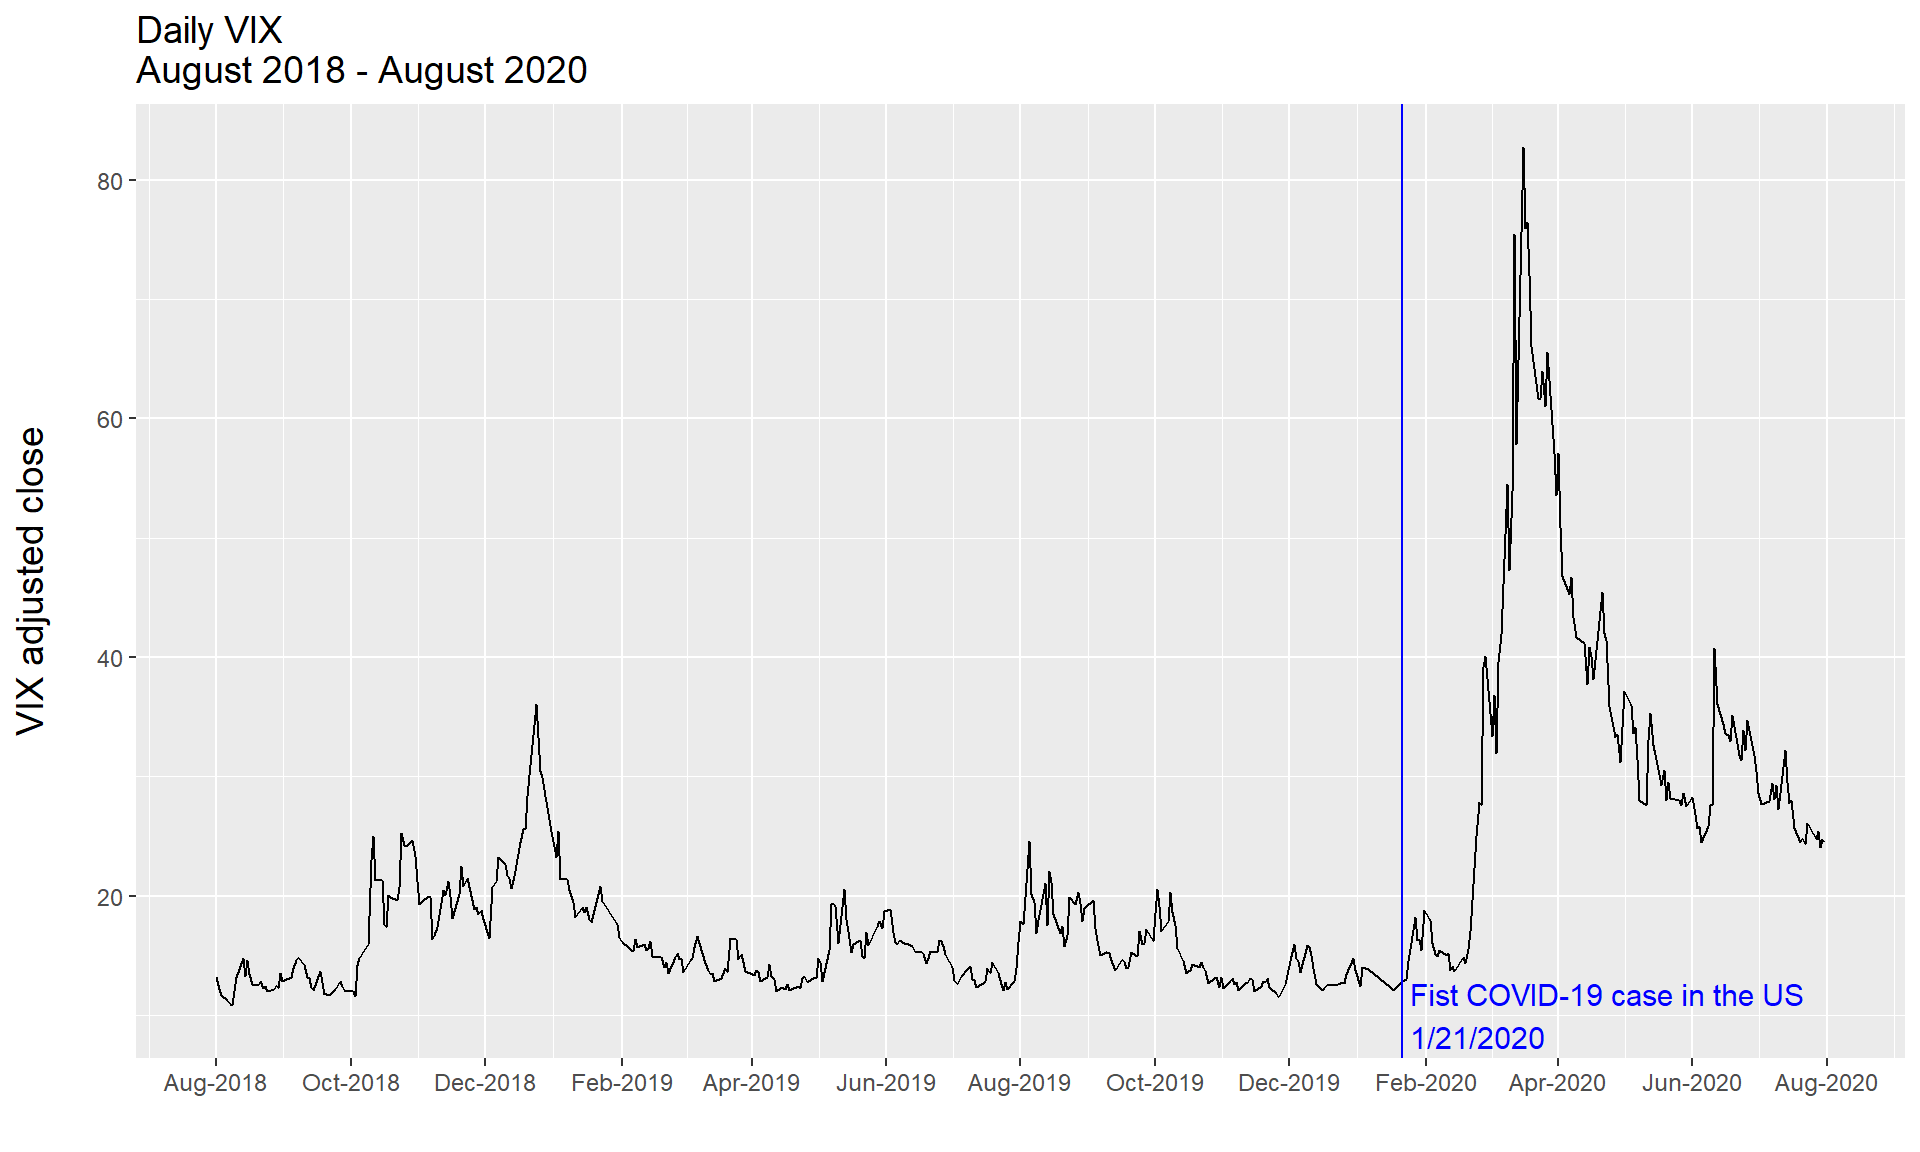 Daily VIX
August 2018 - August 2020
VIX adjusted close
80
60
40
20
Fist COVID-19 case in the US
1/21/2020
Aug-2018 Oct-2018 Dec-2018 Feb-2019 Apr-2019 Jun-2019 Aug-2019 Oct-2019 Dec-2019 Feb-2020 Apr-2020 Jun-2020 Aug-2020